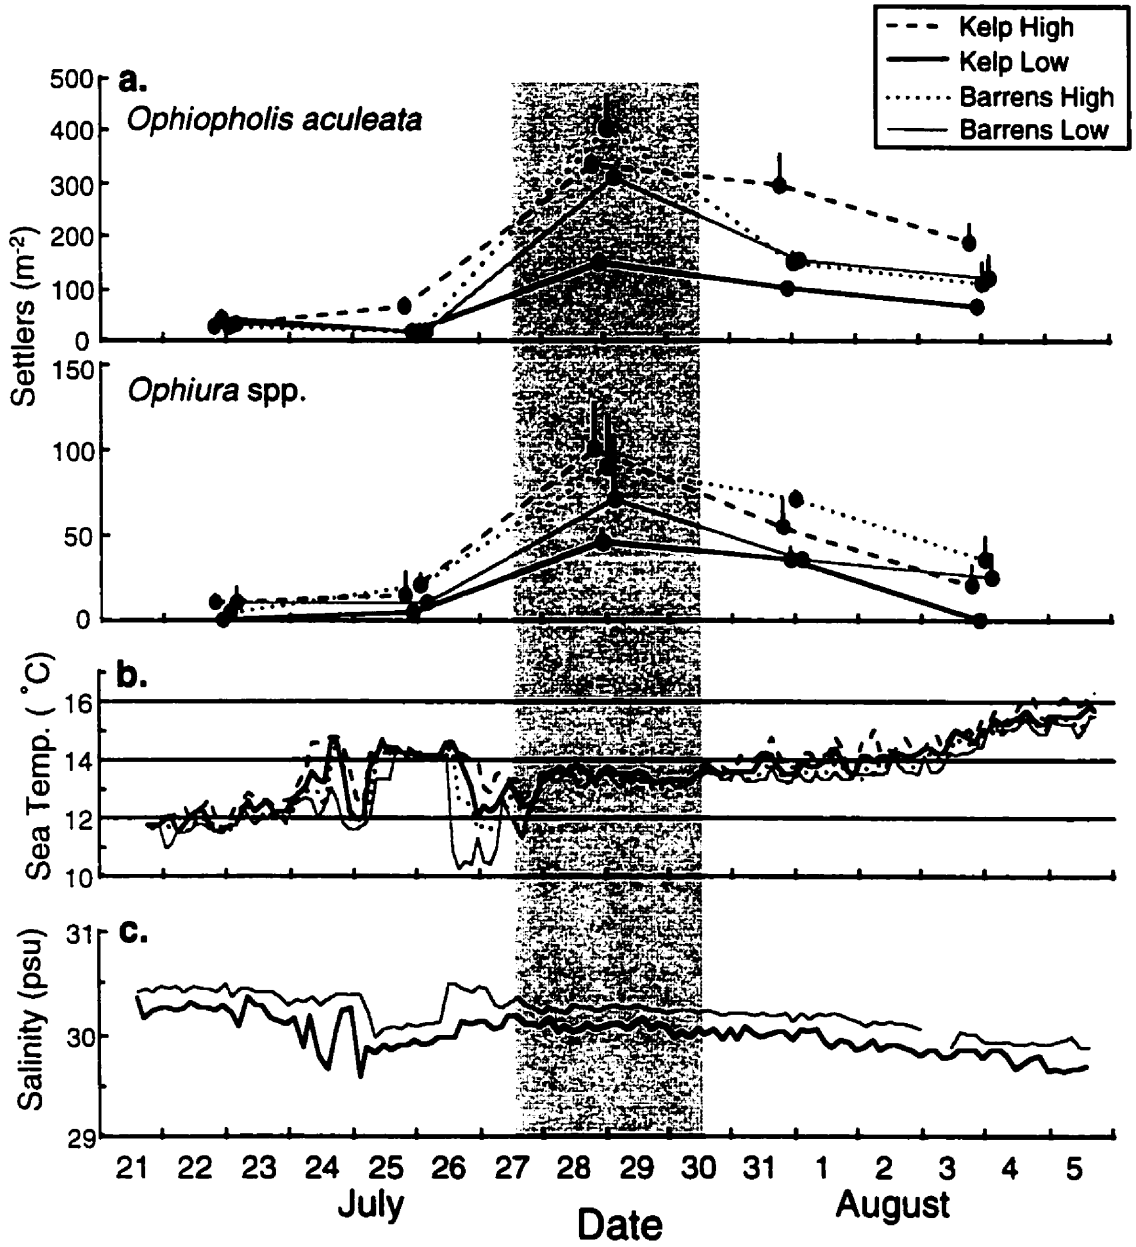 Kelp High
Kelp Low
Barrens High
Barrens Low
a.
Ophiopholis aculeata
500
400
300
200
100
0
Settlers (m-2)
Ophiura spp.
150
100
50
0
b.
Sea Temp. ( °C)
16
14
12
10
c.
Salinity (psu)
31
30
29
21 22 23 24 25 26 27 28 29 30 31 1 2 3 4 5
July August
Date